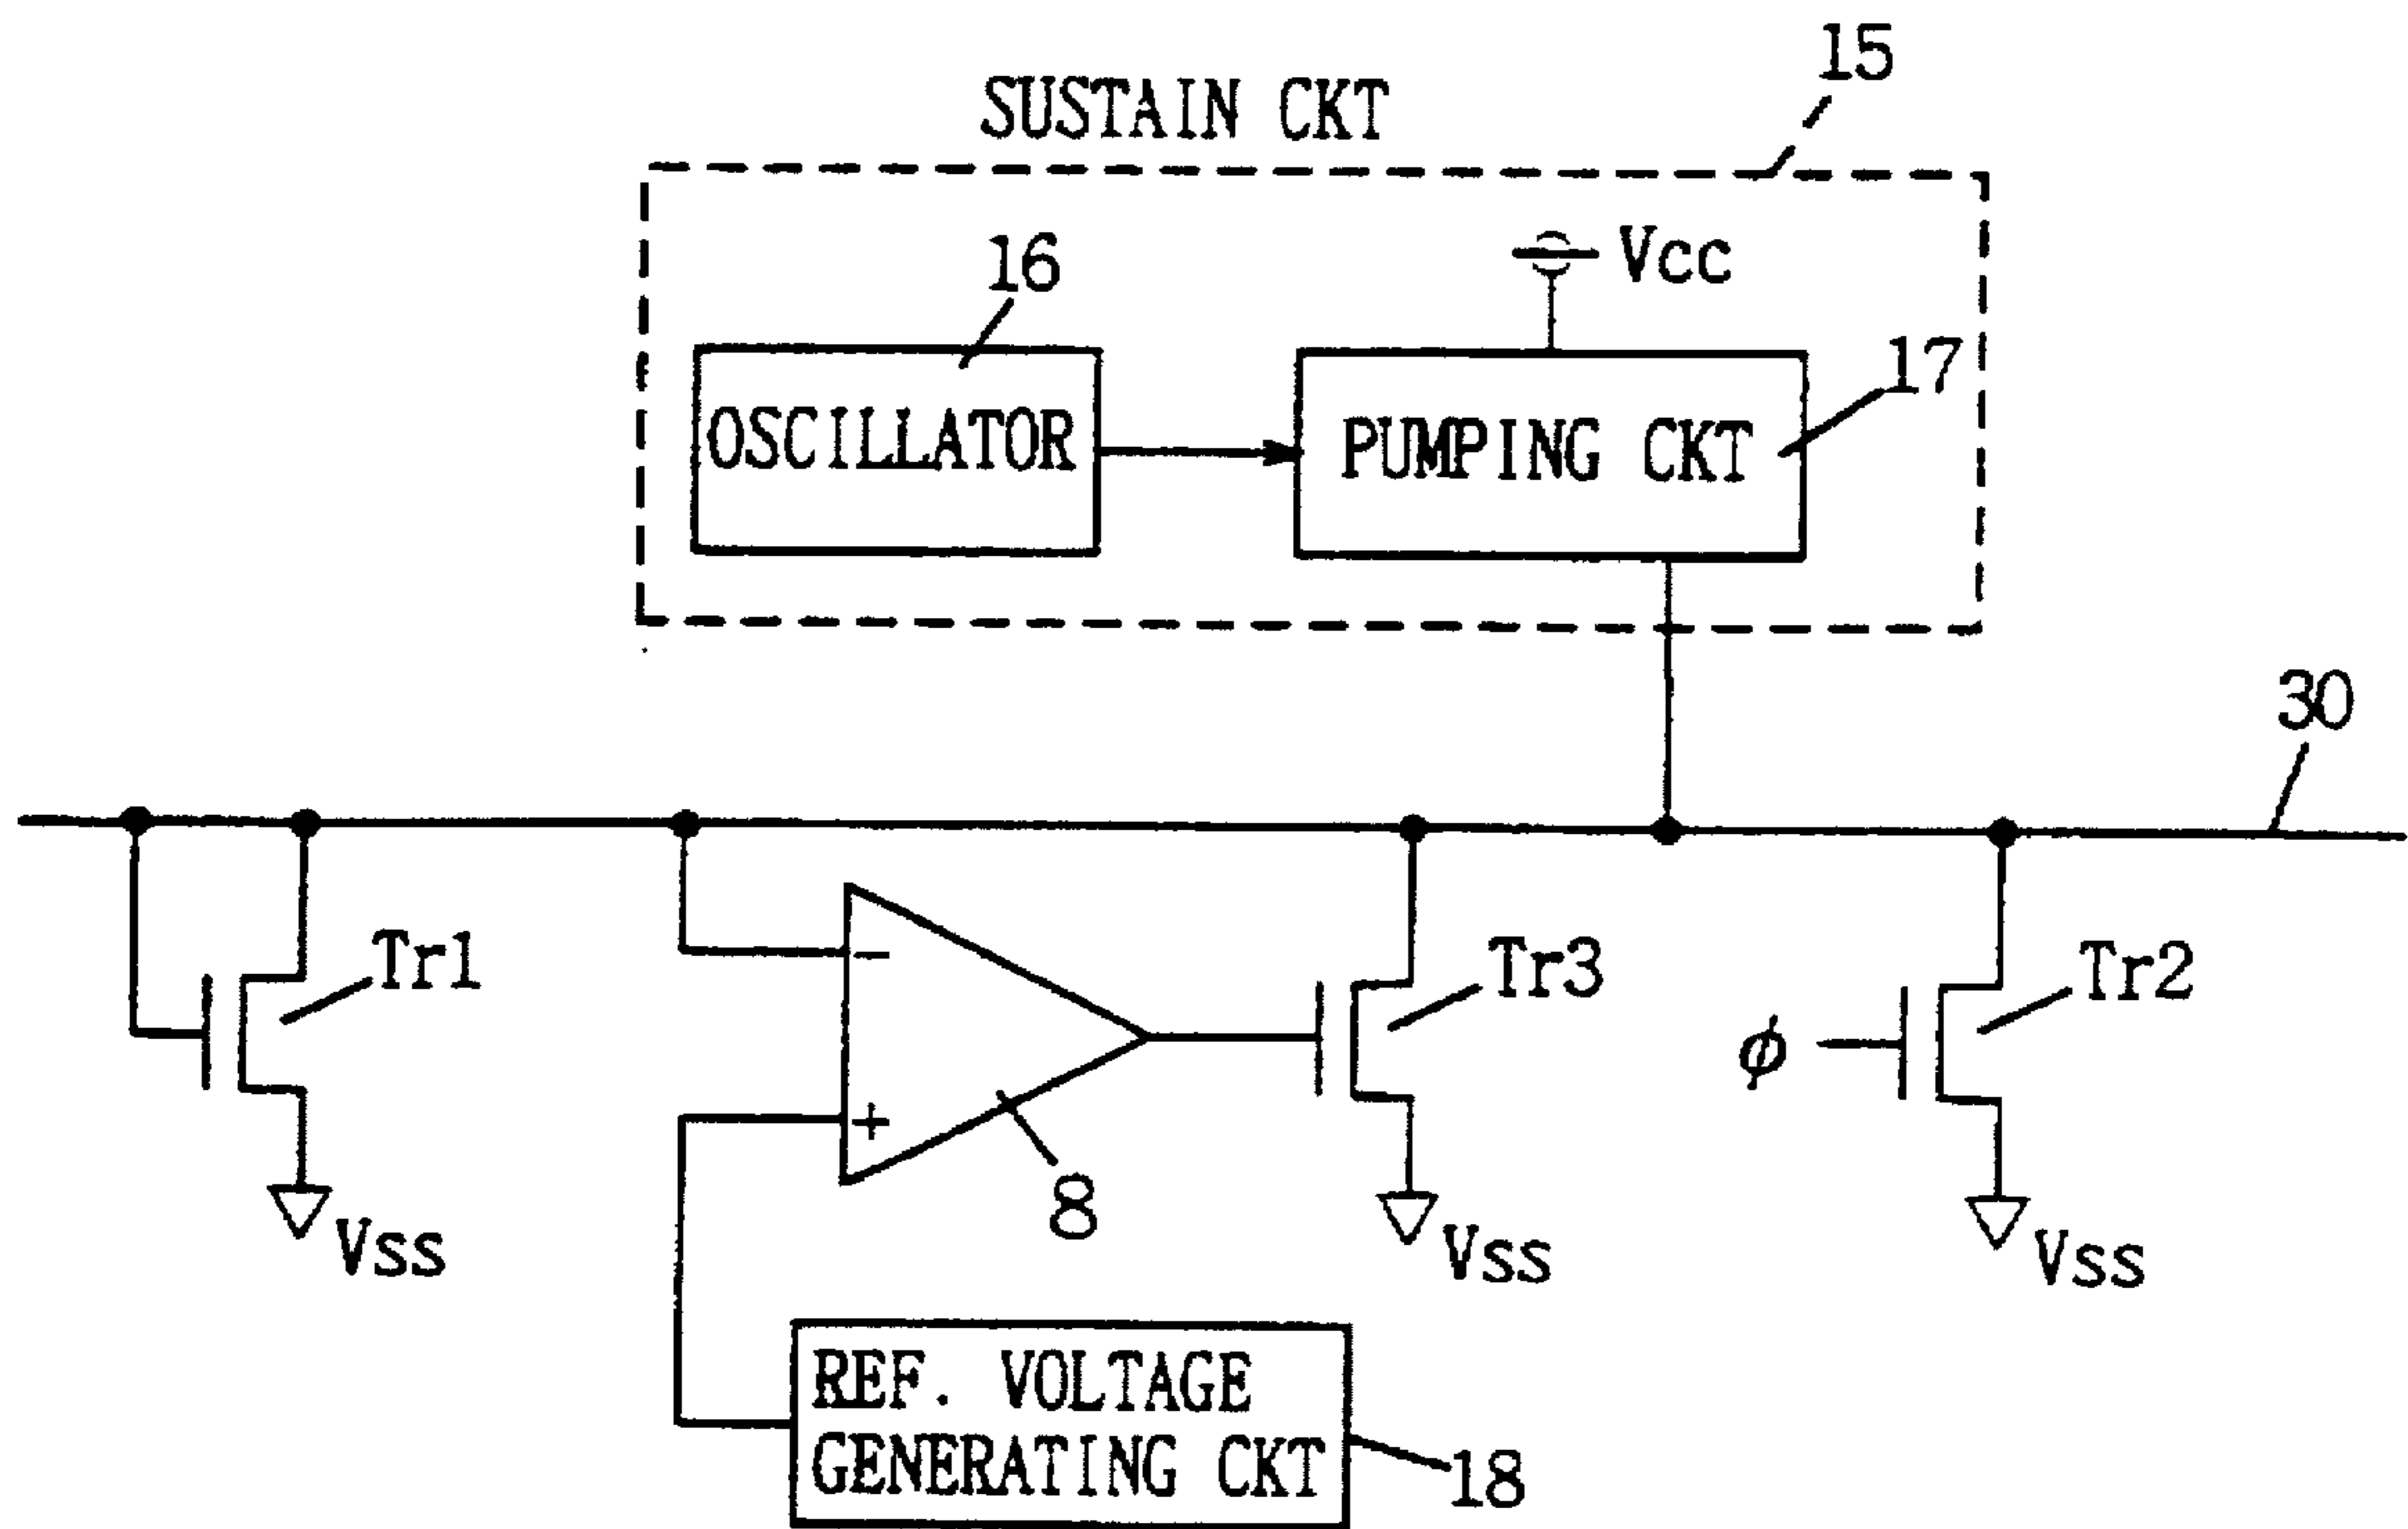 15
SUSTAIN CKT
16
Vcc
17
OSCILLATOR
PUMPING CKT
30
Tr1
-
Tr3
Tr2
ϕ
+
8
Vss
Vss
Vss
REF. VOLTAGE
GENERATING CKT
18